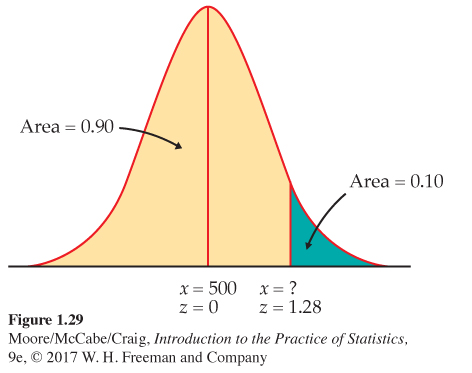 Area = 0.90
Area = 0.10
x = 500 x = ?
z = 0 z = 1.28
Figure 1.29
Moore/McCabe/Craig, Introduction to the Practice of Statistics,
9e, © 2017 W. H. Freeman and Company